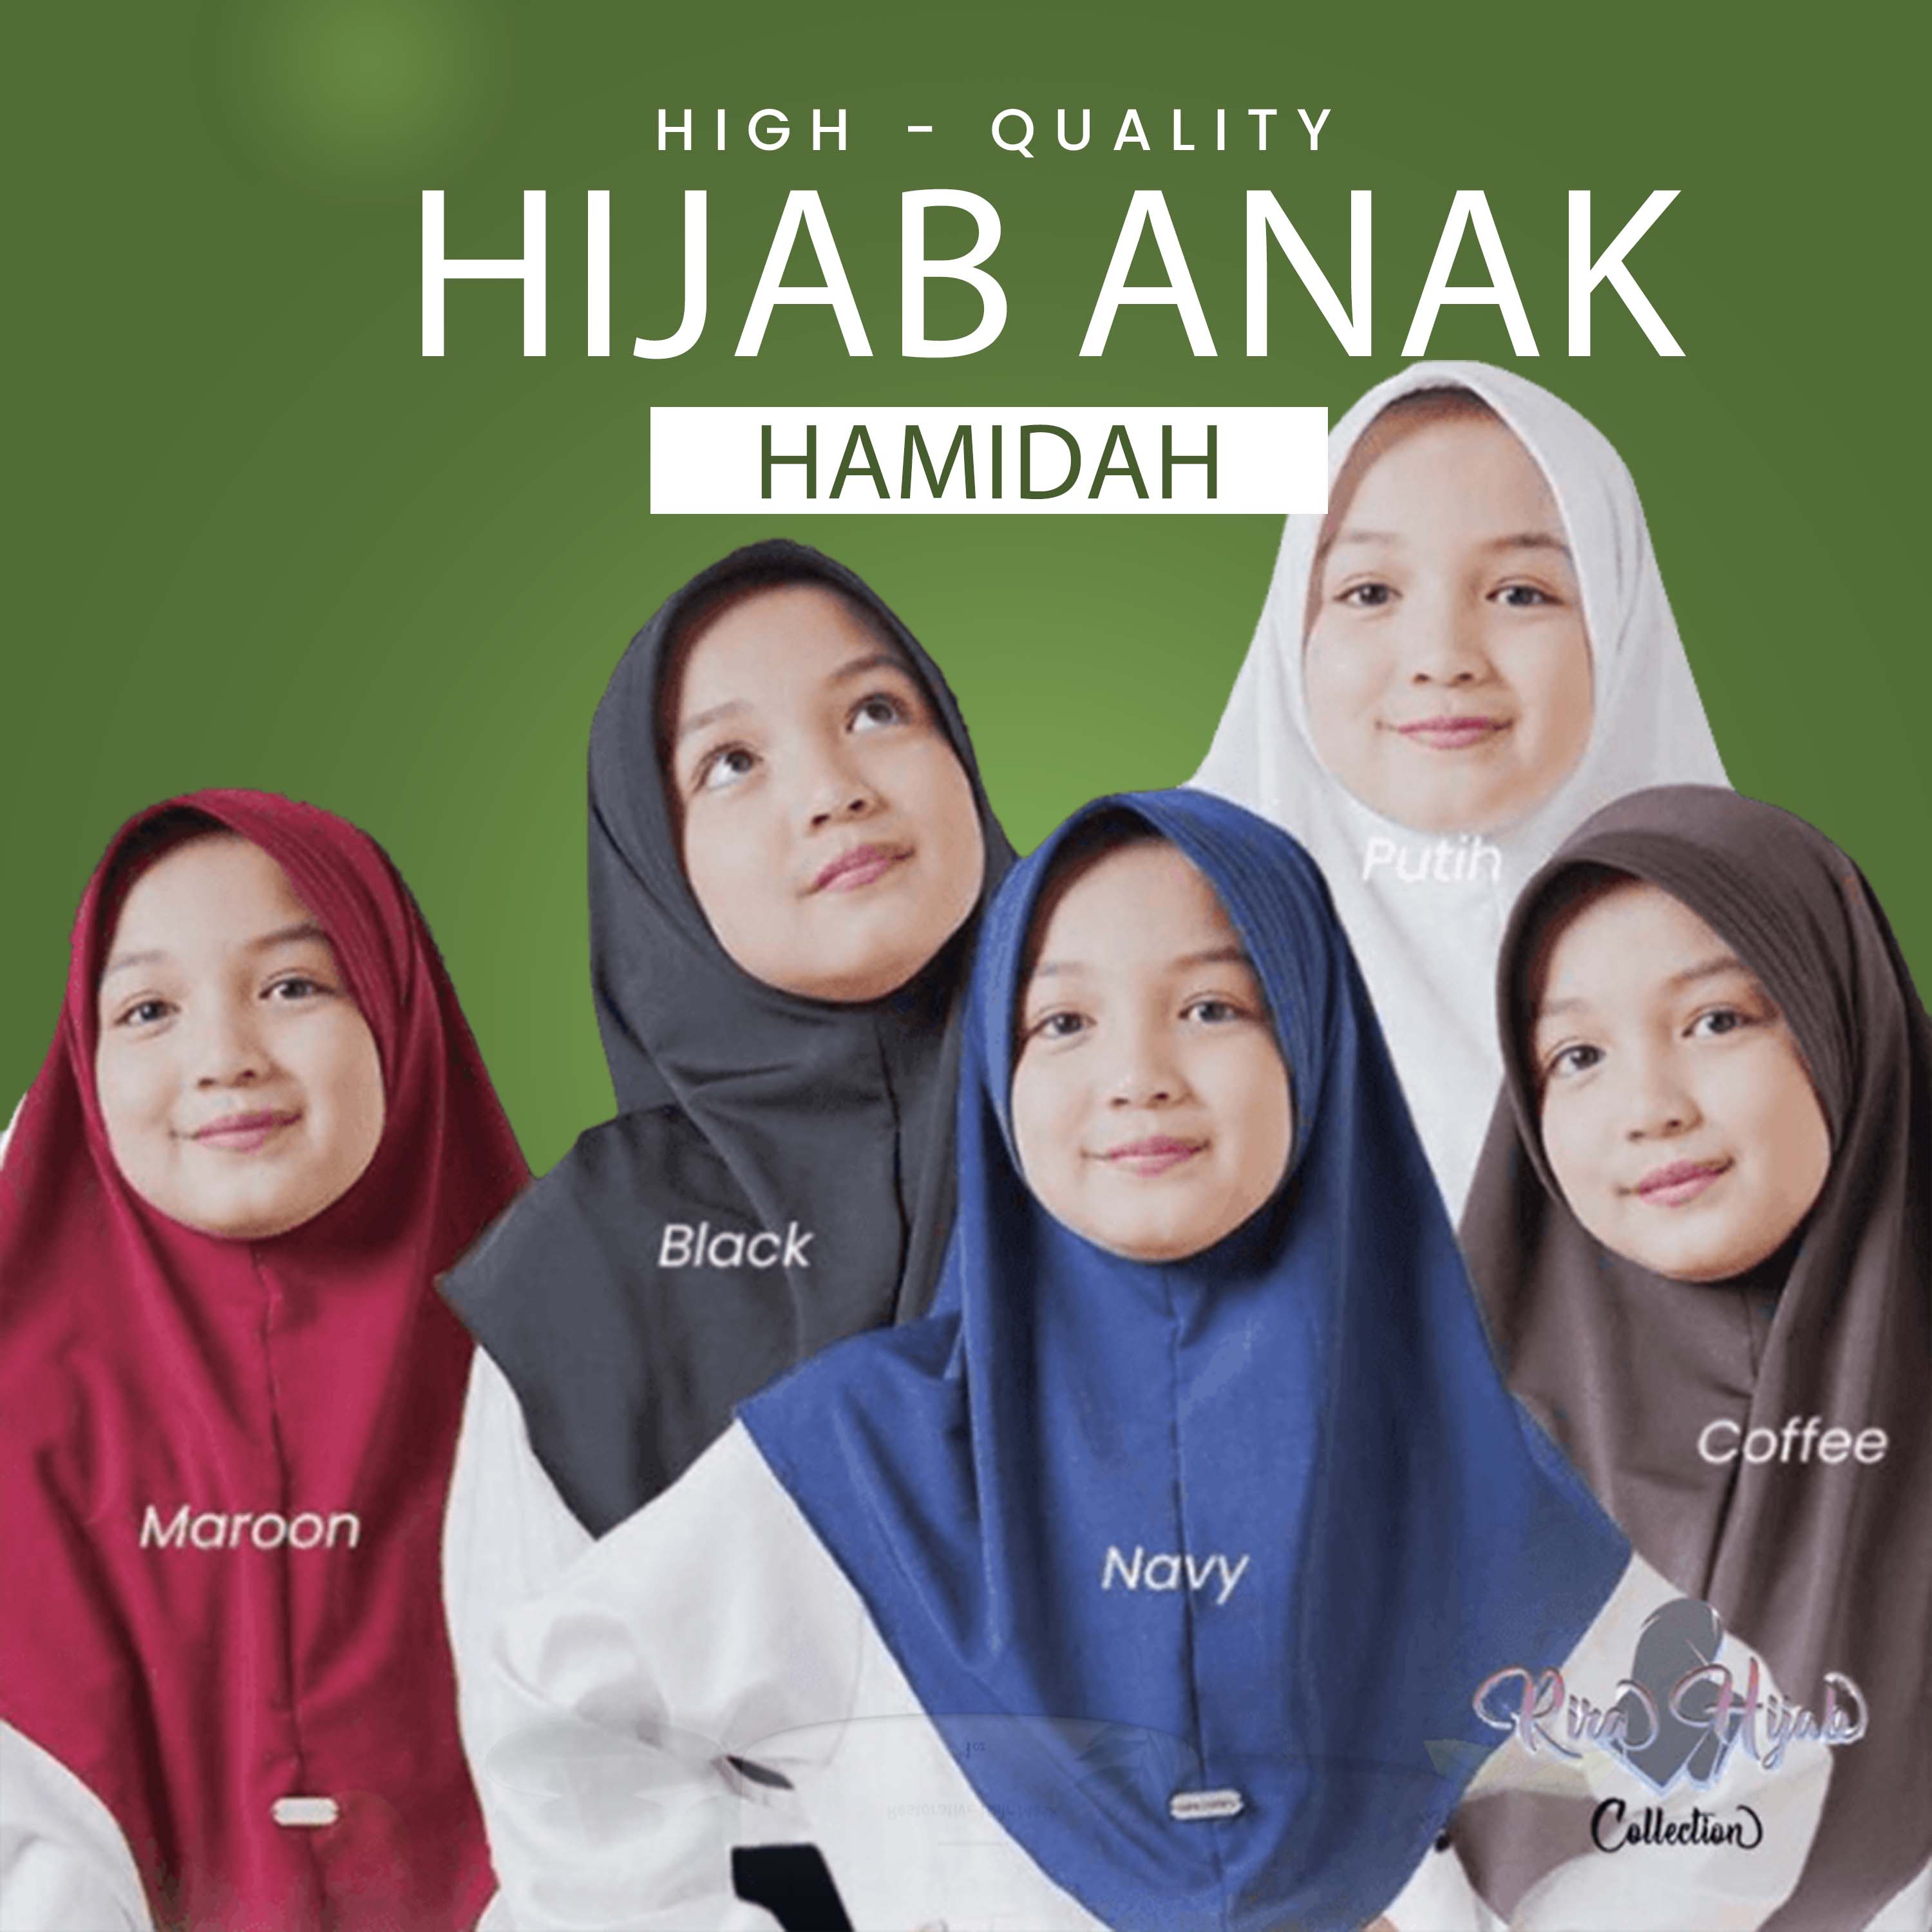 HIGH - QUALITY
HIJAB ANAK
HAMIDAH
Putih
Black
Coffee
Maroon
Navy
Rira Hijab
Collection